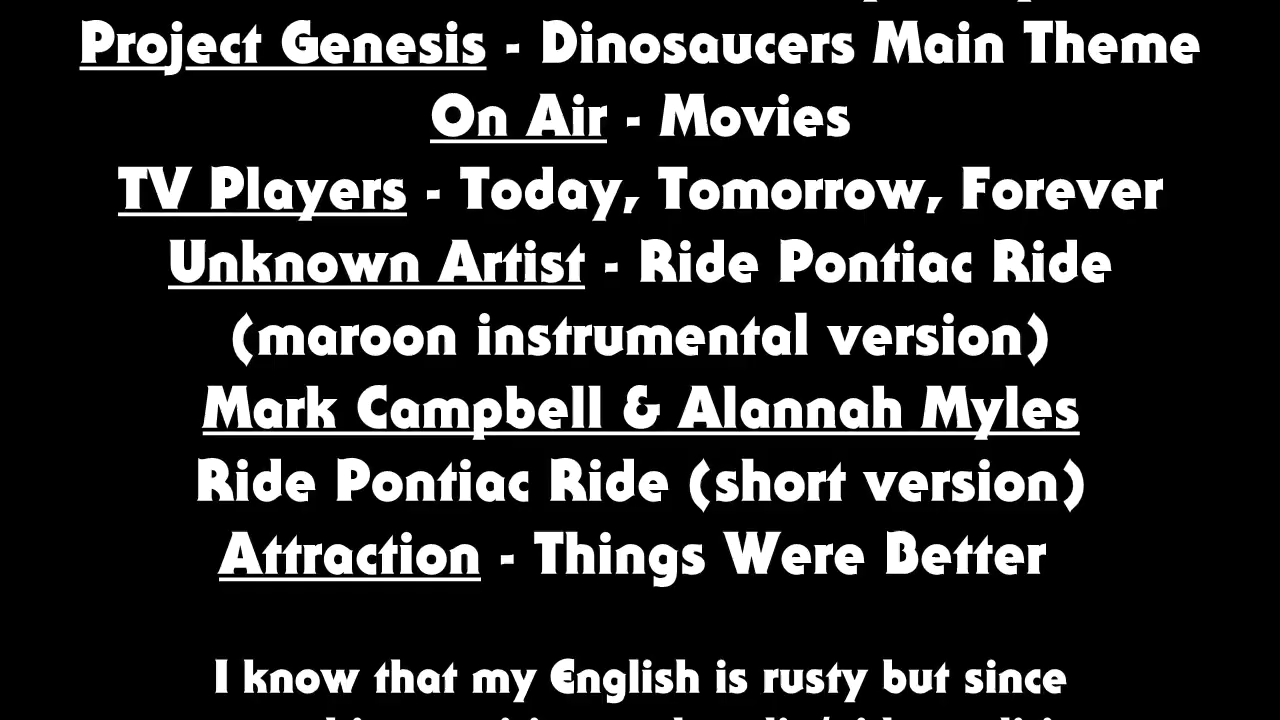 Project Genesis - Dinosaucers Main Theme
On Air - Movies
TV Players - Today, Tomorrow, Forever
Unknown Artist - Ride Pontiac Ride
(maroon instrumental version)
Mark Campbell & Alannah Myles
Ride Pontiac Ride (short version)
Attraction - Things Were Better
I know that my English is rusty but since